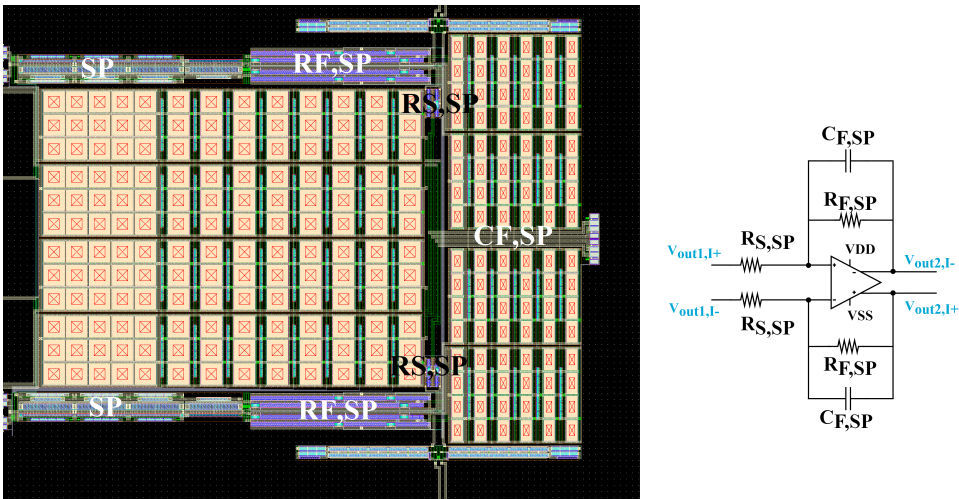 SP
RF,SP
RS,SP
CF,SP
RS,SP
SP
RF,SP
CF,SP
RF,SP
Vout1,I+
RS,SP
VDD
Vout2,I-
+
-
-
+
Vout1,I-
RS,SP
VSS
Vout2,I+
RF,SP
CF,SP